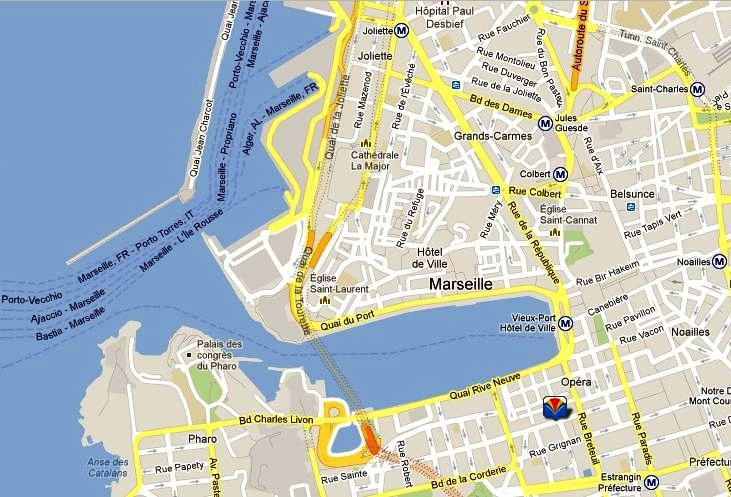 Hôpital Paul
Desbief
Joliette
M
Joliette
Rue Fauchier
Rue Montolieu
Rue Duverger
Rue de la Joliette
Rue du Bon Pasteur
Autoroute du S
Tunn. Saint-Charles
Saint-Charles
M
Bd des Dames
M
Jules
Guesde
Grands-Carmes
Rue d'Aix
Colbert
M
Rue Colbert
Belsunce
Église
Saint-Cannat
Rue Tapis Vert
Noailles
M
Rue Bir Hakeim
Canebière
Rue Pavillon
Rue Vacon
Noailles
Quai Jean Charcot
Porto-Vecchio - Mars
Marseille - Ajaccio
Marseille - Propriano
Alger, AL - Marseille, FR
Marseille, FR - Porto Torres, IT
Marseille - L'Île Rousse
Porto-Vecchio
Ajaccio - Marseille
Bastia - Marseille
Quai de la Joliette
Rue Mazenod
Rue de l'Évêché
Cathédrale
La Major
Rue du Refuge
Rue Méry
Rue de la République
Hôtel
de Ville
Marseille
Église
Saint-Laurent
Quai de la Tourette
Quai du Port
Vieux-Port
Hôtel de Ville
M
Palais des
congrès
du Pharo
Quai Rive Neuve
Opéra
Notre D
Mont Cou
Bd Charles Livon
Pharo
Anse des
Catalans
Rue Papety
Av. Paste
Rue Sainte
Rue Robert
Bd de la Corderie
Rue Grignan
Rue Breteuil
Rue Paradis
Estrangin
Préfecture
M
Préfecture